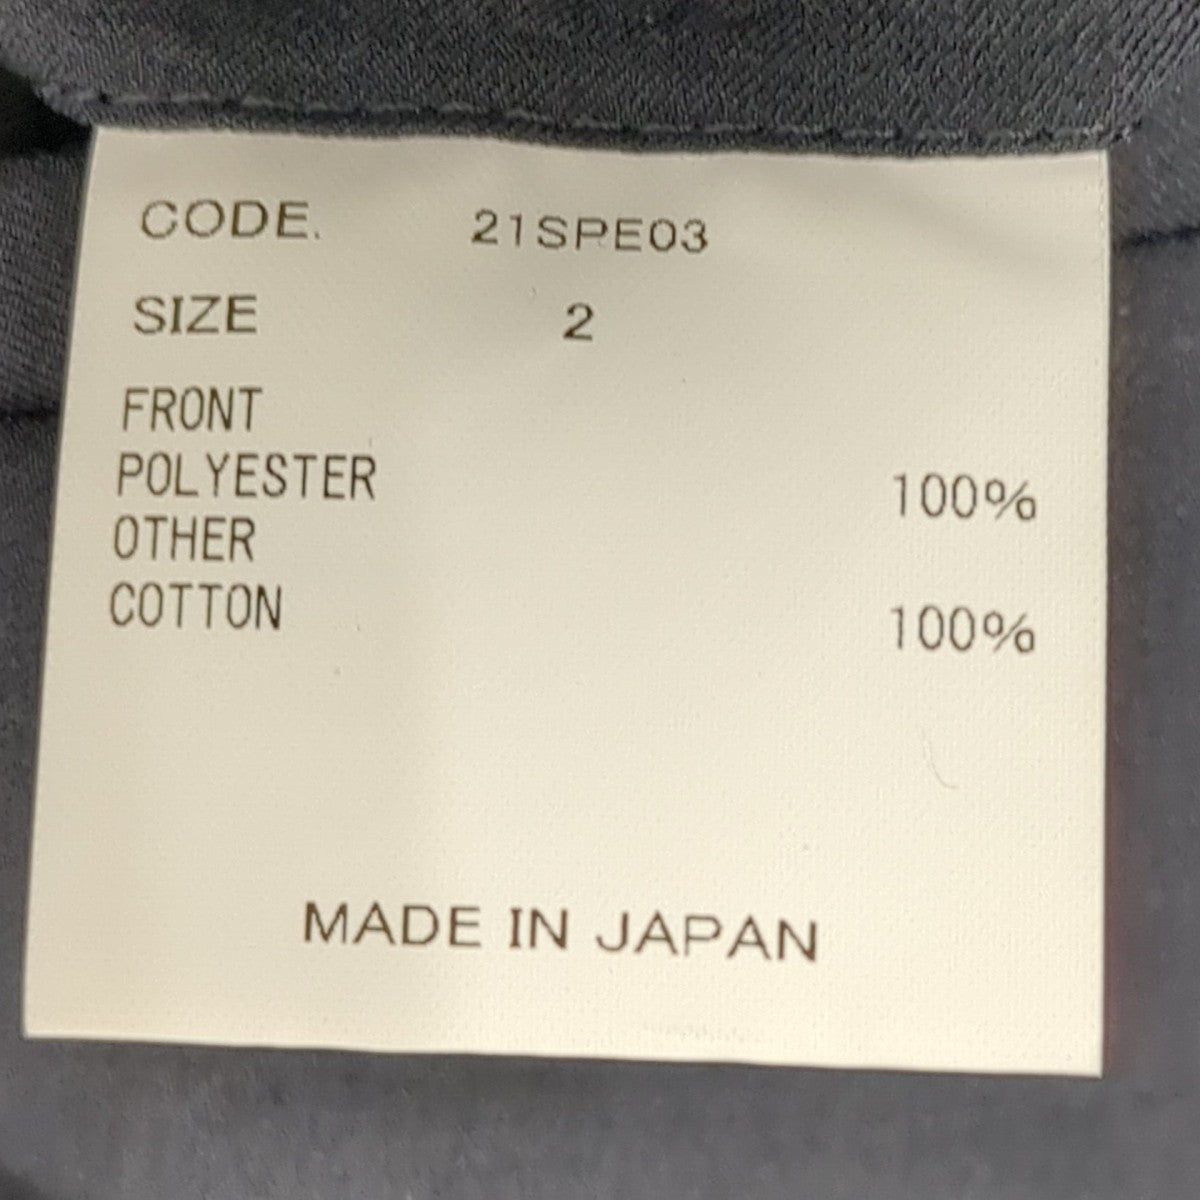 CODE. 21SPE03
SIZE 2
FRONT
POLYESTER 100%
OTHER
COTTON 100%
MADE IN JAPAN